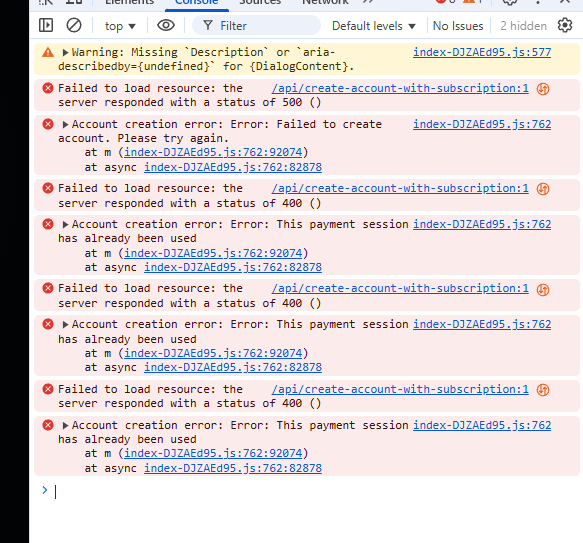 Elements Console Sources Network
top Filter Default levels No Issues 2 hidden
Warning: Missing `Description` or `aria- index-DJZAEd95.js:577
describedby={undefined}` for {DialogContent}.
Failed to load resource: the /api/create-account-with-subscription:1
server responded with a status of 500 ()
Account creation error: Error: Failed to create index-DJZAEd95.js:762
account. Please try again.
at m (index-DJZAEd95.js:762:92074)
at async index-DJZAEd95.js:762:82878
Failed to load resource: the /api/create-account-with-subscription:1
server responded with a status of 400 ()
Account creation error: Error: This payment session index-DJZAEd95.js:762
has already been used
at m (index-DJZAEd95.js:762:92074)
at async index-DJZAEd95.js:762:82878
Failed to load resource: the /api/create-account-with-subscription:1
server responded with a status of 400 ()
Account creation error: Error: This payment session index-DJZAEd95.js:762
has already been used
at m (index-DJZAEd95.js:762:92074)
at async index-DJZAEd95.js:762:82878
Failed to load resource: the /api/create-account-with-subscription:1
server responded with a status of 400 ()
Account creation error: Error: This payment session index-DJZAEd95.js:762
has already been used
at m (index-DJZAEd95.js:762:92074)
at async index-DJZAEd95.js:762:82878